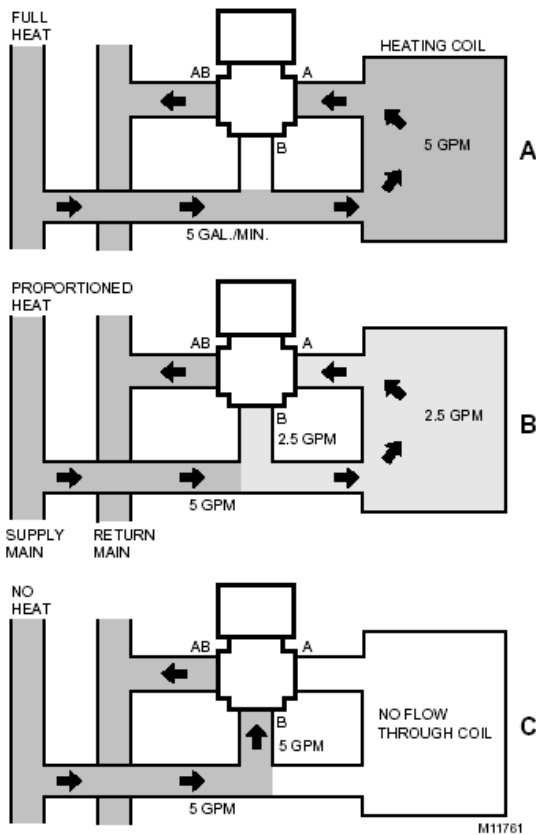 FULL
HEAT
AB
A
HEATING COIL
B
5 GPM
A
5 GAL./MIN.
PROPORTIONED
HEAT
AB
A
B
2.5 GPM
2.5 GPM
B
5 GPM
SUPPLY
MAIN
RETURN
MAIN
NO
HEAT
AB
A
B
5 GPM
NO FLOW
THROUGH COIL
C
5 GPM
M11761